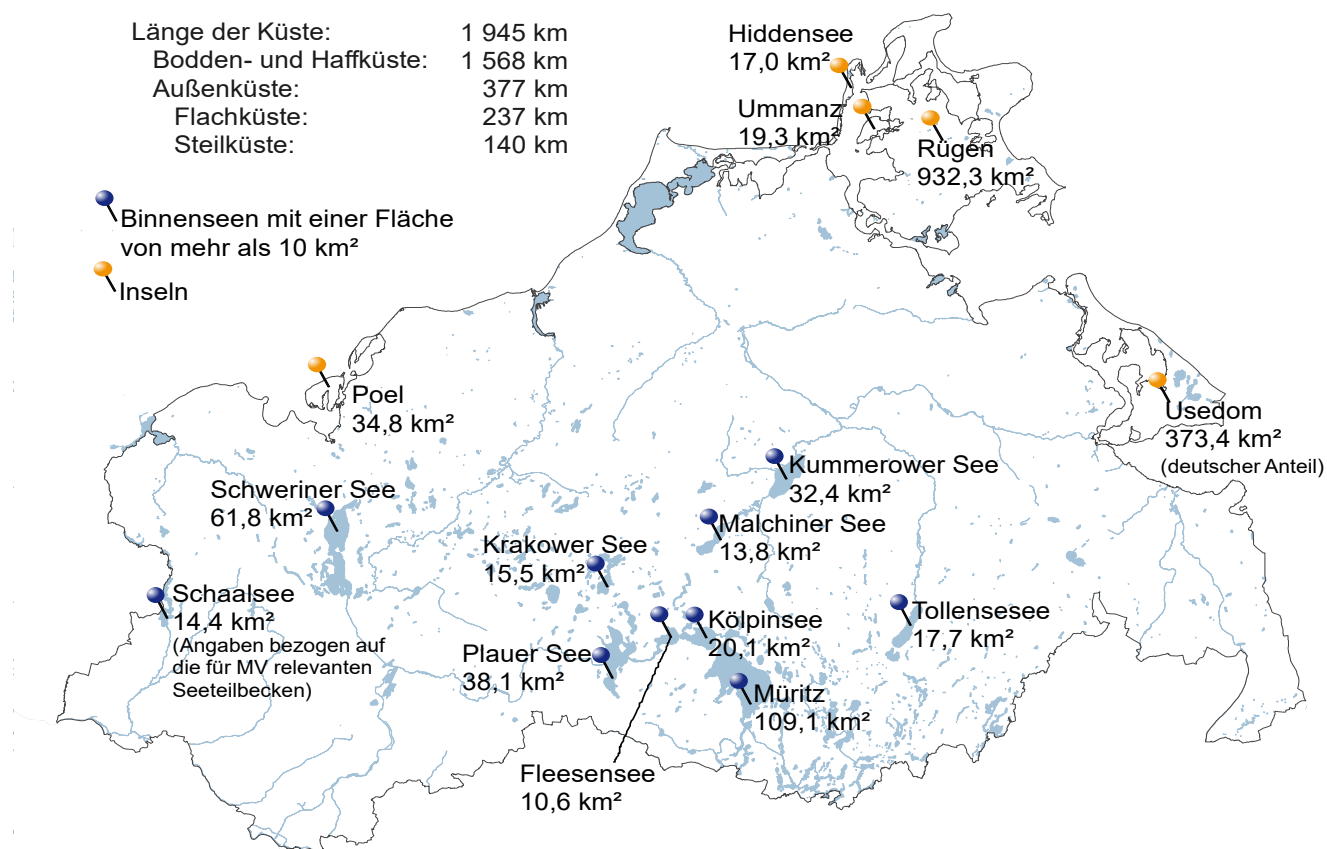 Länge der Küste: 1 945 km
Bodden- und Haffküste: 1 568 km
Außenküste: 377 km
Flachküste: 237 km
Steilküste: 140 km
Binnenseen mit einer Fläche
von mehr als 10 km²
Inseln
Hiddensee
17,0 km²
Ummanz
19,3 km²
Rügen
932,3 km²
Poel
34,8 km²
Usedom
373,4 km²
(deutscher Anteil)
Kummerower See
32,4 km²
Schweriner See
61,8 km²
Malchiner See
13,8 km²
Krakower See
15,5 km²
Schaalsee
14,4 km²
(Angaben bezogen auf
die für MV relevanten
Seeteilbecken)
Kölpinsee
20,1 km²
Tollensesee
17,7 km²
Plauer See
38,1 km²
Müritz
109,1 km²
Fleesensee
10,6 km²